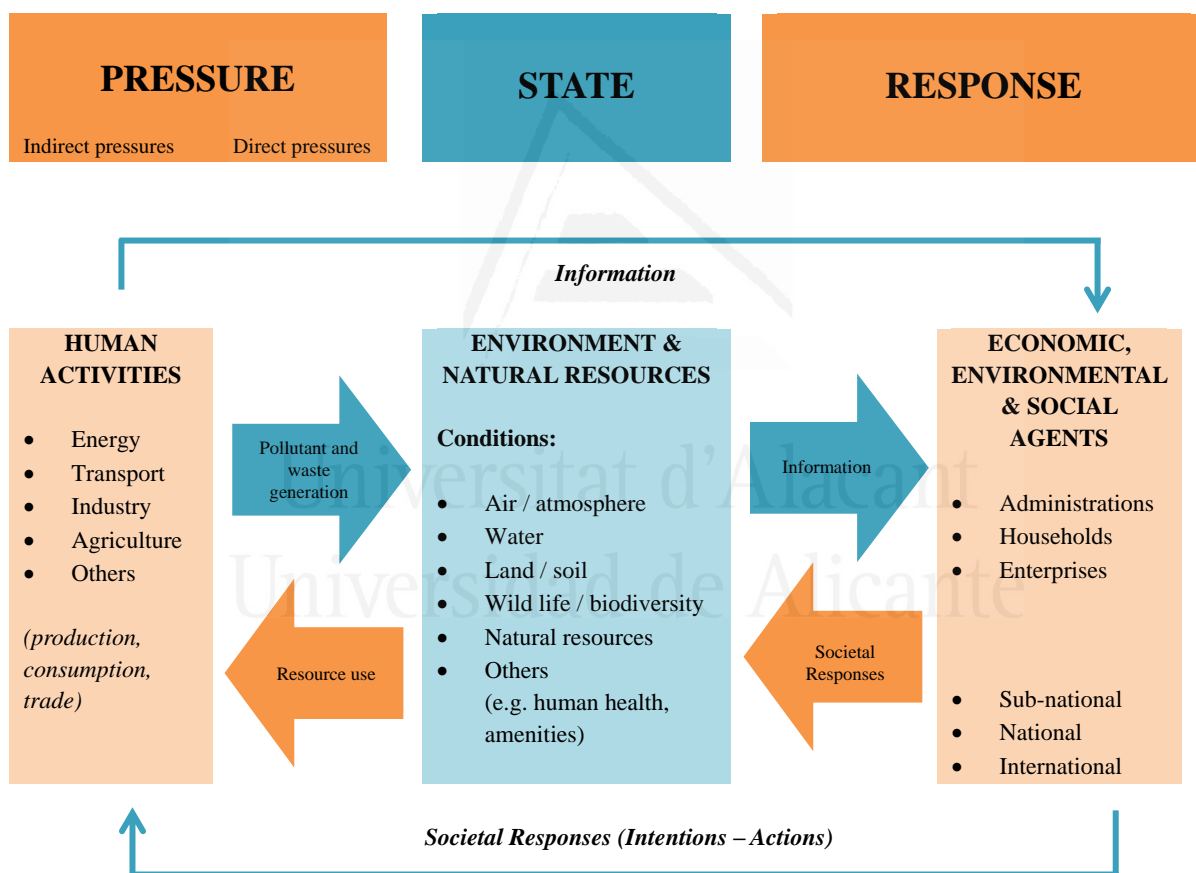 PRESSURE
Indirect pressures
Direct pressures
STATE
RESPONSE
Information
HUMAN
ACTIVITIES
• Energy
• Transport
• Industry
• Agriculture
• Others
(production,
consumption,
trade)
Pollutant and
waste
generation
Resource use
ENVIRONMENT &
NATURAL RESOURCES
Conditions:
• Air / atmosphere
• Water
• Land / soil
• Wild life / biodiversity
• Natural resources
• Others
(e.g. human health,
amenities)
Information
Societal
Responses
ECONOMIC,
ENVIRONMENTAL
& SOCIAL
AGENTS
• Administrations
• Households
• Enterprises
• Sub-national
• National
• International
Societal Responses (Intentions – Actions)
Universitat d'Alacant
Universidad de Alicante